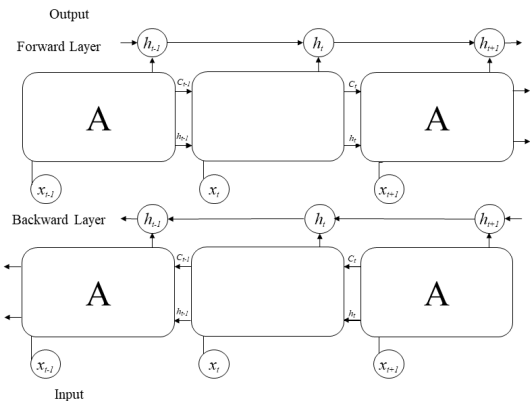 Output
Forward Layer h_{t-1} h_t h_{t+1}
C_{t-1} C_t
A A
h_{t-1} h_t
x_{t-1} x_t x_{t+1}
Backward Layer h_{t-1} h_t h_{t+1}
C_{t-1} C_t
A A
h_{t-1} h_t
x_{t-1} x_t x_{t+1}
Input